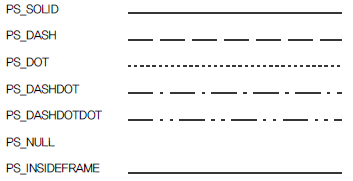 PS_SOLID
PS_DASH
PS_DOT
PS_DASHDOT
PS_DASHDOTDOT
PS_NULL
PS_INSIDEFRAME